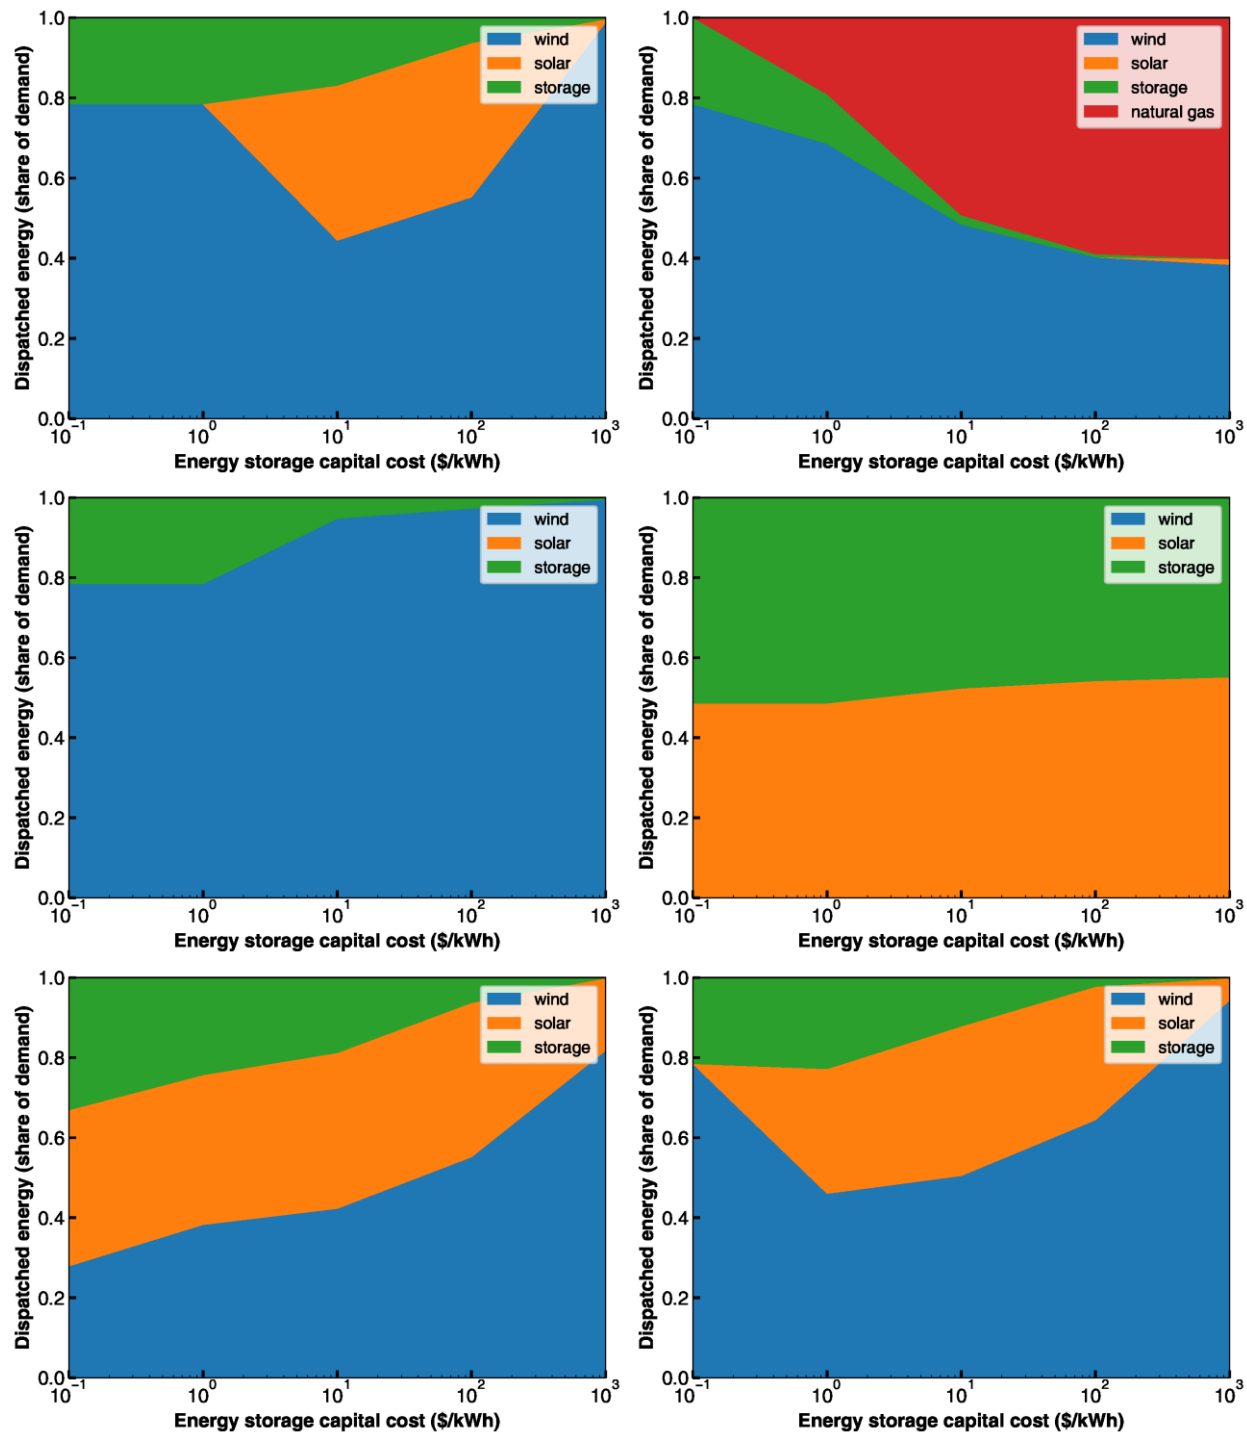 Dispatched energy (share of demand)
1.0
0.8
0.6
0.4
0.2
0.0
wind
solar
storage
10⁻¹ 10⁰ 10¹ 10² 10³
Energy storage capital cost ($/kWh)
Dispatched energy (share of demand)
1.0
0.8
0.6
0.4
0.2
0.0
wind
solar
storage
natural gas
10⁻¹ 10⁰ 10¹ 10² 10³
Energy storage capital cost ($/kWh)
Dispatched energy (share of demand)
1.0
0.8
0.6
0.4
0.2
0.0
wind
solar
storage
10⁻¹ 10⁰ 10¹ 10² 10³
Energy storage capital cost ($/kWh)
Dispatched energy (share of demand)
1.0
0.8
0.6
0.4
0.2
0.0
wind
solar
storage
10⁻¹ 10⁰ 10¹ 10² 10³
Energy storage capital cost ($/kWh)
Dispatched energy (share of demand)
1.0
0.8
0.6
0.4
0.2
0.0
wind
solar
storage
10⁻¹ 10⁰ 10¹ 10² 10³
Energy storage capital cost ($/kWh)
Dispatched energy (share of demand)
1.0
0.8
0.6
0.4
0.2
0.0
wind
solar
storage
10⁻¹ 10⁰ 10¹ 10² 10³
Energy storage capital cost ($/kWh)